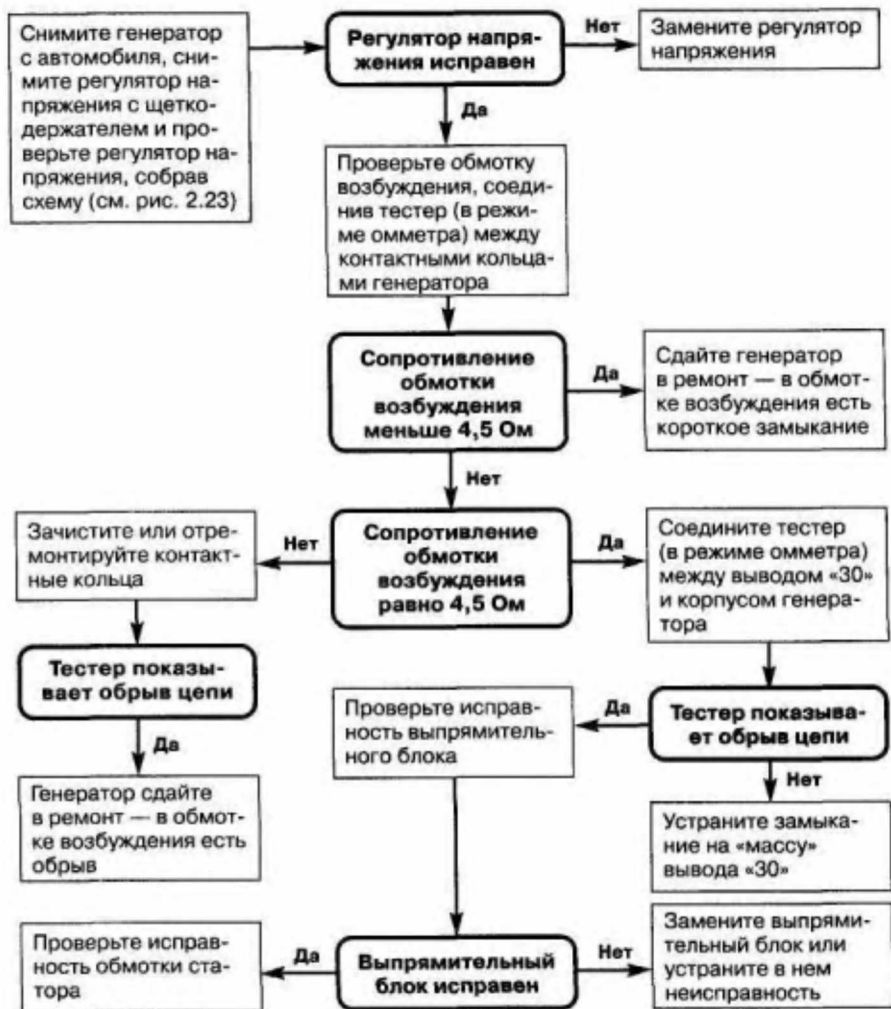 Снимите генератор
с автомобиля, сни-
мите регулятор на-
пряжения с щетко-
держателем и про-
верьте регулятор на-
пряжения, собрав
схему (см. рис. 2.23)
Регулятор напря-
жения исправен
Нет
Замените регулятор
напряжения
Да
Проверьте обмотку
возбуждения, соеди-
нив тестер (в режи-
ме омметра) между
контактными кольца-
ми генератора
Сопротивление
обмотки
возбуждения
меньше 4,5 Ом
Да
Сдайте генератор
в ремонт — в обмот-
ке возбуждения есть
короткое замыкание
Нет
Зачистите или отре-
монтируйте контакт-
ные кольца
Нет
Сопротивление
обмотки
возбуждения
равно 4,5 Ом
Да
Соедините тестер
(в режиме омметра)
между выводом «30»
и корпусом генера-
тора
Тестер показы-
вает обрыв цепи
Да
Генератор сдайте
в ремонт — в обмот-
ке возбуждения есть
обрыв
Проверьте исправ-
ность выпрямитель-
ного блока
Да
Тестер показыва-
ет обрыв цепи
Нет
Устраните замыка-
ние на «массу»
вывода «30»
Проверьте исправ-
ность обмотки ста-
тора
Да
Выпрямительный
блок исправен
Нет
Замените выпрями-
тельный блок или
устраните в нем
неисправность